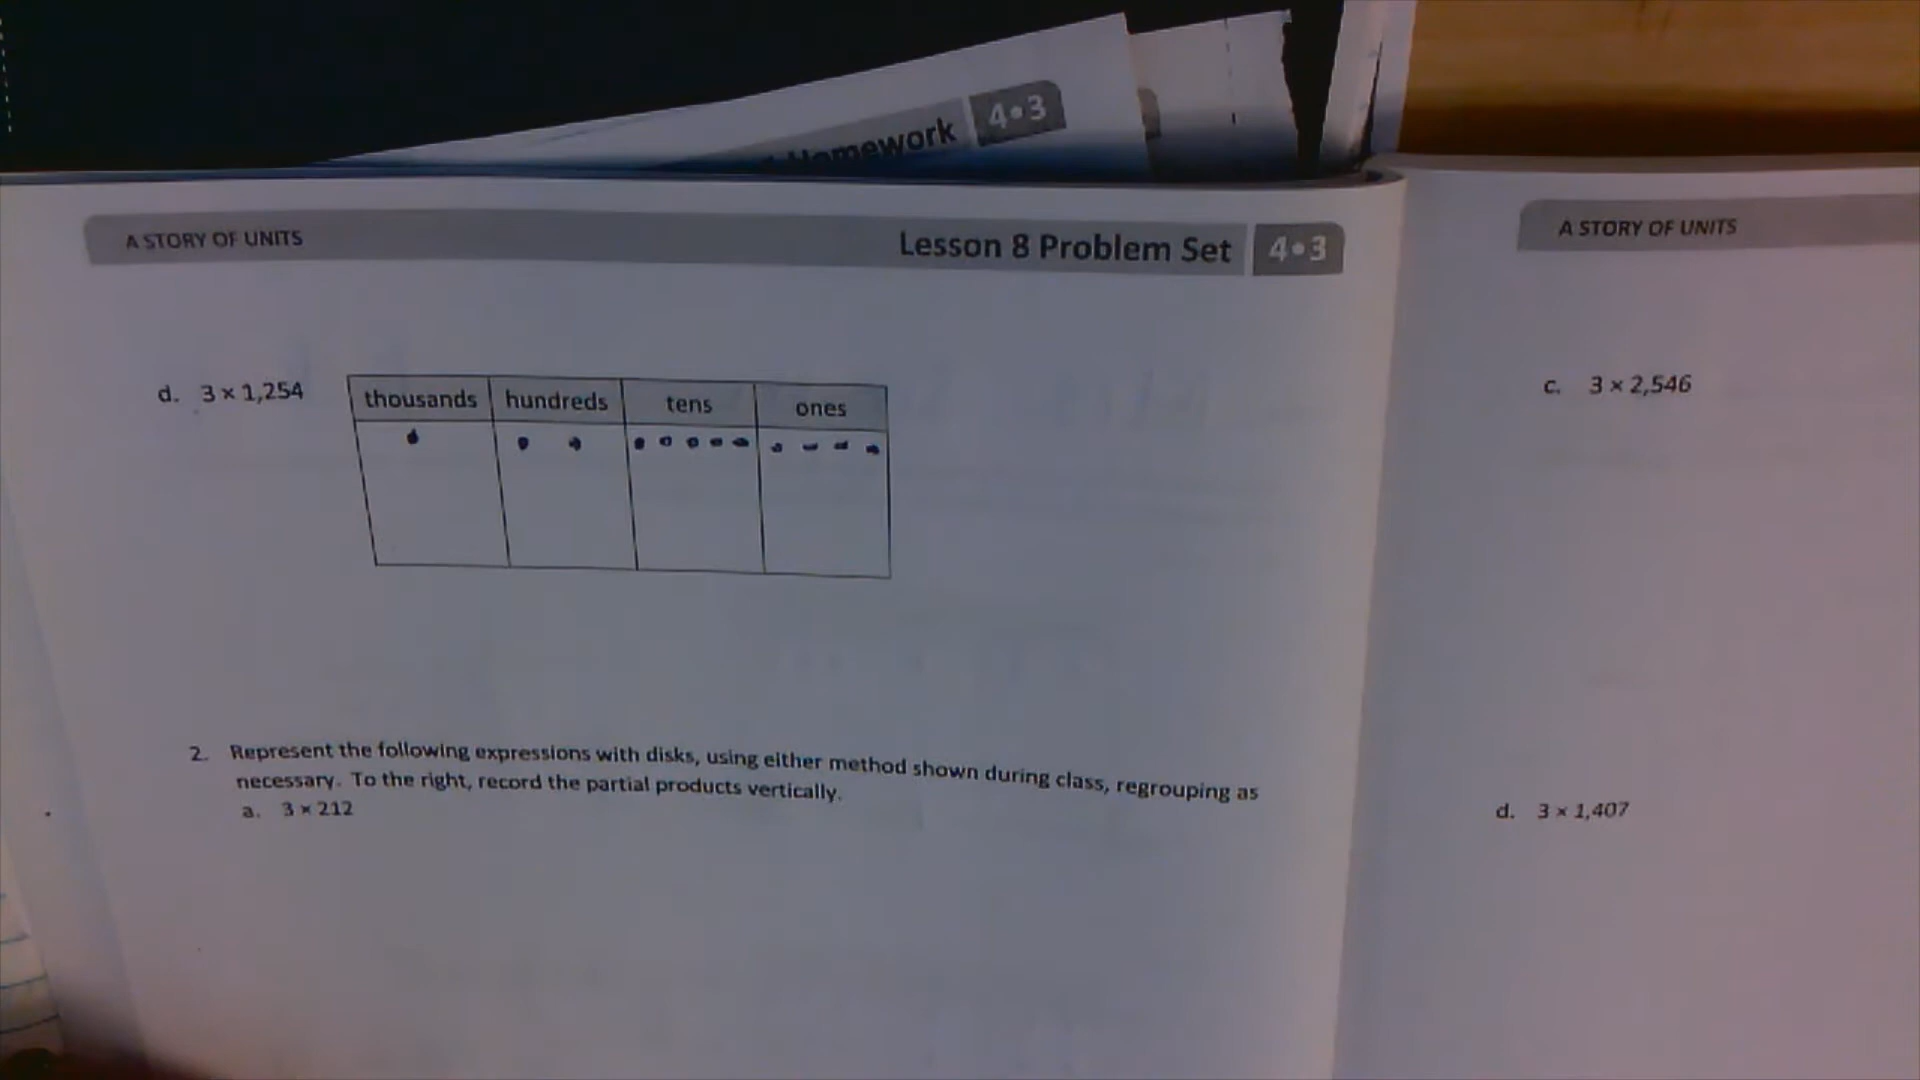 Homework 4•3
A STORY OF UNITS
Lesson 8 Problem Set 4•3
d. 3 × 1,254
thousands hundreds tens ones
2. Represent the following expressions with disks, using either method shown during class, regrouping as
necessary. To the right, record the partial products vertically.
a. 3 × 212
A STORY OF UNITS
c. 3 × 2,546
d. 3 × 1,407